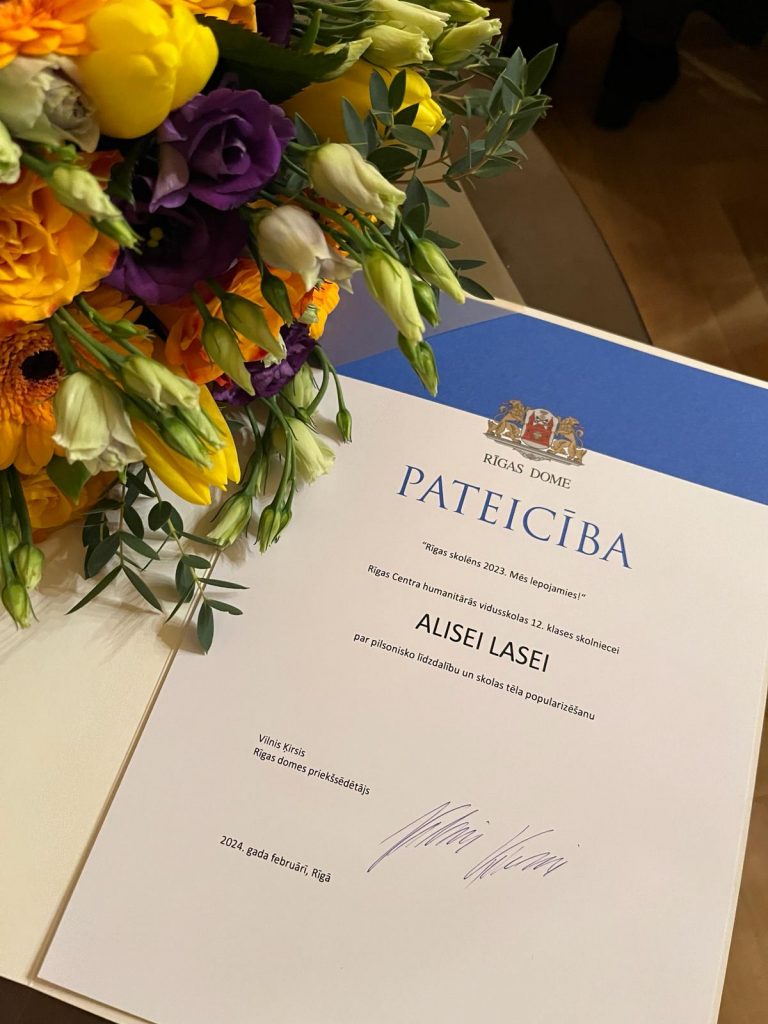 RĪGAS DOME
PATEICĪBA
"Rīgas skolēns 2023. Mēs lepojamies!"
Rīgas Centra humanitārās vidusskolas 12. klases skolniecei
ALISEI LASEI
par pilsonisko līdzdalību un skolas tēla popularizēšanu
Vilnis Ķirsis
Rīgas domes priekšsēdētājs
2024. gada februārī, Rīgā